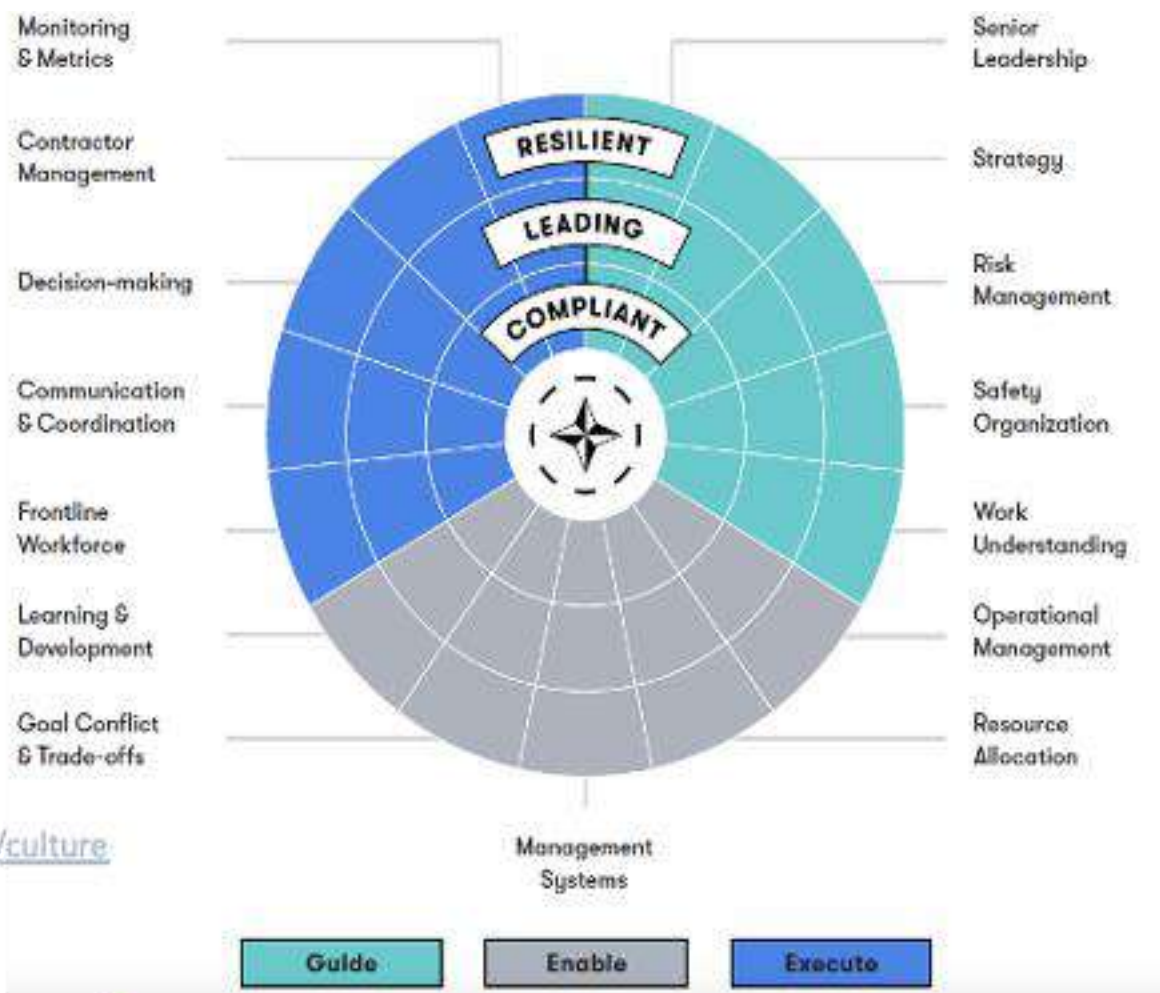 Monitoring
& Metrics
Senior
Leadership
Contractor
Management
Strategy
Decision-making
Risk
Management
Communication
& Coordination
Safety
Organization
Frontline
Workforce
Work
Understanding
Learning &
Development
Operational
Management
Goal Conflict
& Trade-offs
Resource
Allocation
RESILIENT
LEADING
COMPLIANT
/culture
Management
Systems
Guide
Enable
Execute